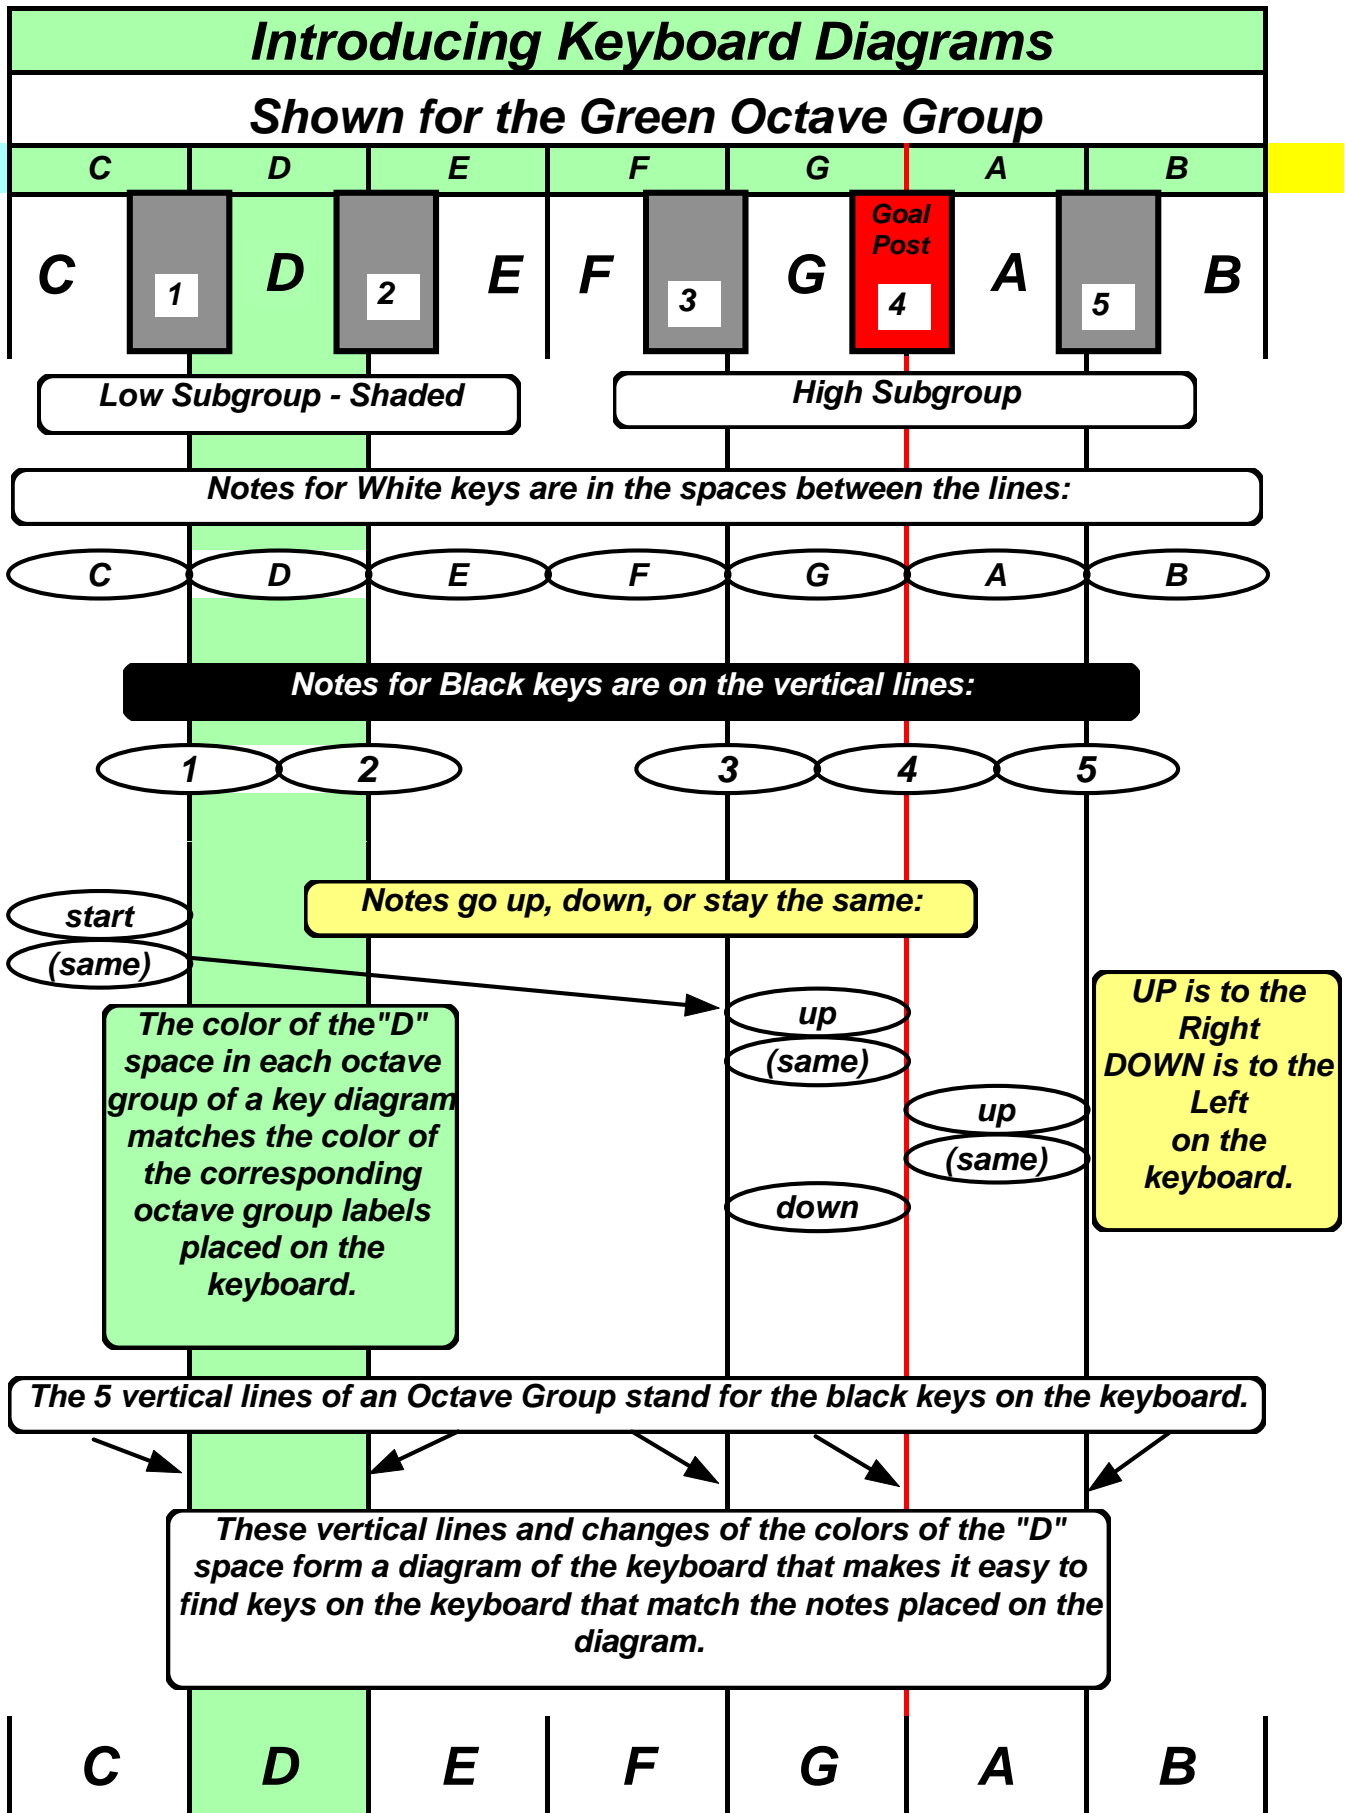 Introducing Keyboard Diagrams
Shown for the Green Octave Group
C D E F G A B
Goal
Post
C D E F G A B
1 2 3 4 5
Low Subgroup - Shaded
High Subgroup
Notes for White keys are in the spaces between the lines:
C D E F G A B
Notes for Black keys are on the vertical lines:
1 2 3 4 5
Notes go up, down, or stay the same:
start
(same)
up
(same)
up
(same)
down
UP is to the
Right
DOWN is to the
Left
on the
keyboard.
The color of the"D"
space in each octave
group of a key diagram
matches the color of
the corresponding
octave group labels
placed on the
keyboard.
The 5 vertical lines of an Octave Group stand for the black keys on the keyboard.
These vertical lines and changes of the colors of the "D"
space form a diagram of the keyboard that makes it easy to
find keys on the keyboard that match the notes placed on the
diagram.
C D E F G A B